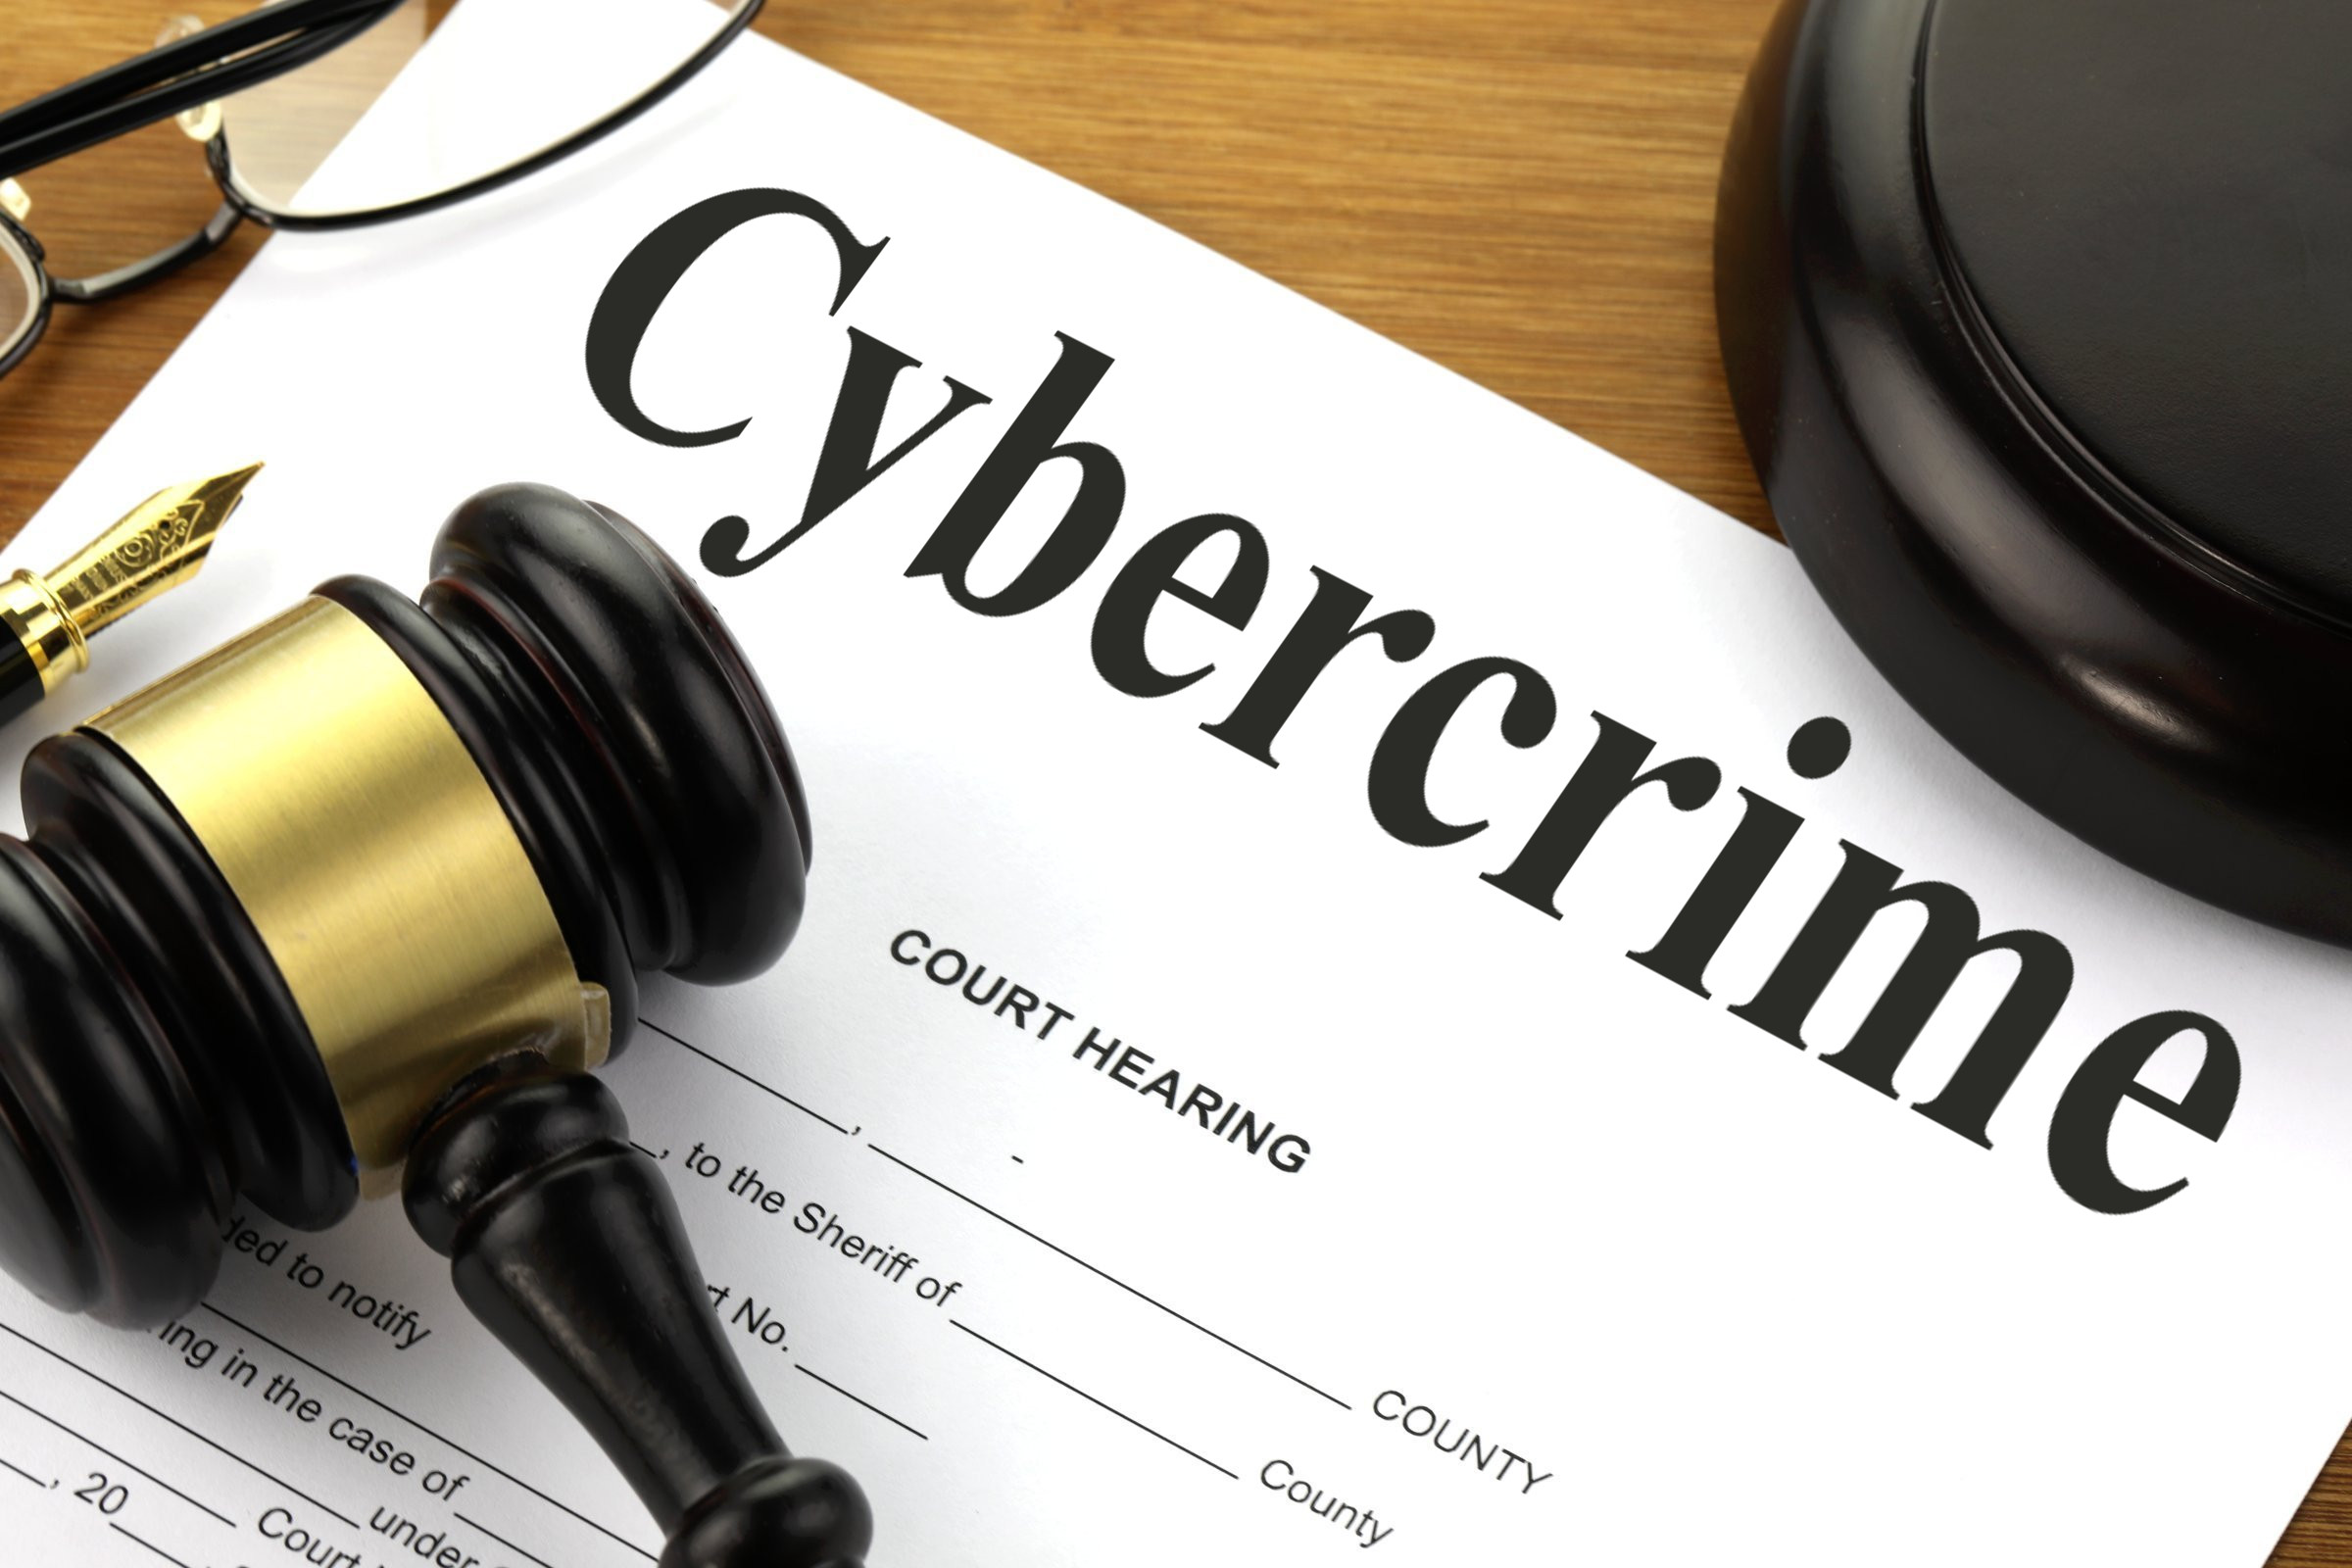 Cybercrime
COURT HEARING
, - COUNTY
, to the Sheriff of County
rt No.
ded to notify
ing in the case of
under
, 20 Court